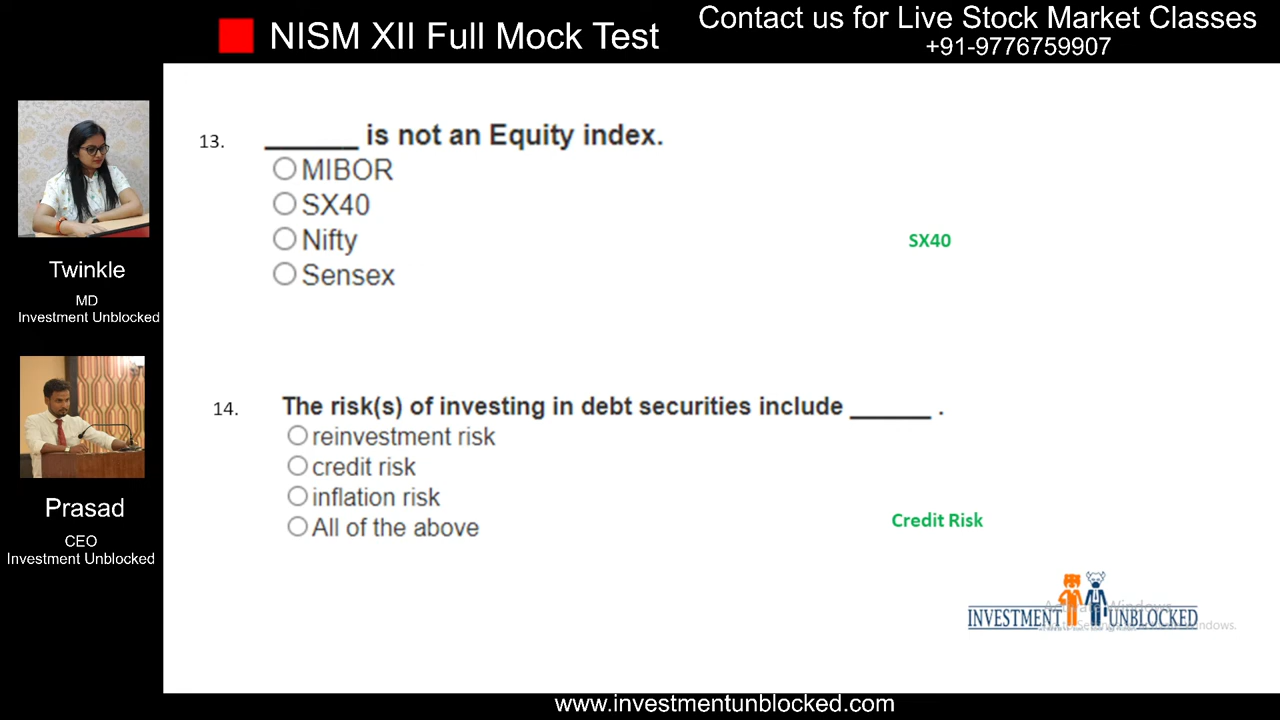 NISM XII Full Mock Test
Contact us for Live Stock Market Classes
+91-9776759907
Twinkle
MD
Investment Unblocked
Prasad
CEO
Investment Unblocked
13. ______ is not an Equity index.
MIBOR
SX40
Nifty
Sensex
SX40
14. The risk(s) of investing in debt securities include ______ .
reinvestment risk
credit risk
inflation risk
All of the above
Credit Risk
INVESTMENT UNBLOCKED
www.investmentunblocked.com